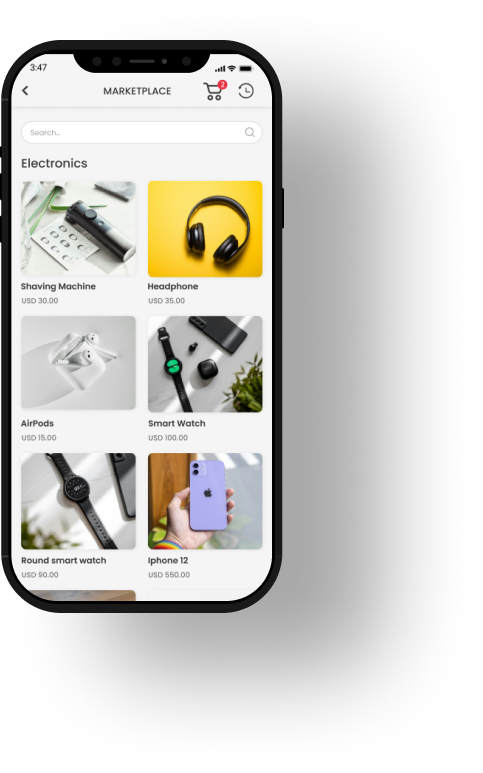 3:47
MARKETPLACE
2
Search..
Electronics
Shaving Machine
USD 30.00
Headphone
USD 35.00
AirPods
USD 15.00
Smart Watch
USD 100.00
Round smart watch
USD 90.00
Iphone 12
USD 550.00